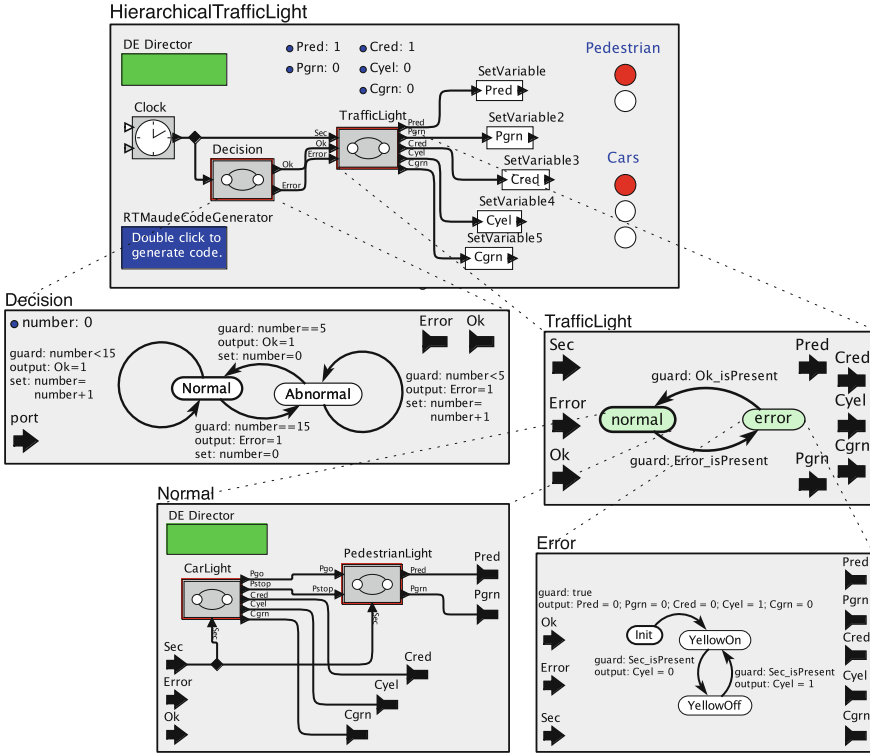 HierarchicalTrafficLight
DE Director
Pred: 1
Cred: 1
Pgrn: 0
Cyel: 0
Cgrn: 0
Pedestrian
Cars
Clock
Decision
Ok
Error
Sec
Ok
Error
TrafficLight
Pred
Pgrn
Cred
Cyel
Cgrn
SetVariable
Pred
SetVariable2
Pgrn
SetVariable3
Cred
SetVariable4
Cyel
SetVariable5
Cgrn
RTMaudeCodeGenerator
Double click to
generate code.
Decision
number: 0
guard: number<15
output: Ok=1
set: number=
number+1
port
guard: number==5
output: Ok=1
set: number=0
Normal
Abnormal
guard: number==15
output: Error=1
set: number=0
Error
Ok
guard: number<5
output: Error=1
set: number=
number+1
TrafficLight
Sec
Error
Ok
guard: Ok_isPresent
normal
error
guard: Error_isPresent
Pred
Cred
Cyel
Cgrn
Pgrn
Normal
DE Director
CarLight
Pgo
Pstop
Cred
Cyel
Cgrn
Sec
PedestrianLight
Pgo
Pstop
Pred
Pgrn
Sec
Pred
Pgrn
Sec
Error
Ok
Cred
Cyel
Cgrn
Error
guard: true
output: Pred = 0; Pgrn = 0; Cred = 0; Cyel = 1; Cgrn = 0
Ok
Error
Sec
Init
YellowOn
guard: Sec_isPresent
output: Cyel = 0
guard: Sec_isPresent
output: Cyel = 1
YellowOff
Pred
Pgrn
Cred
Cyel
Cgrn